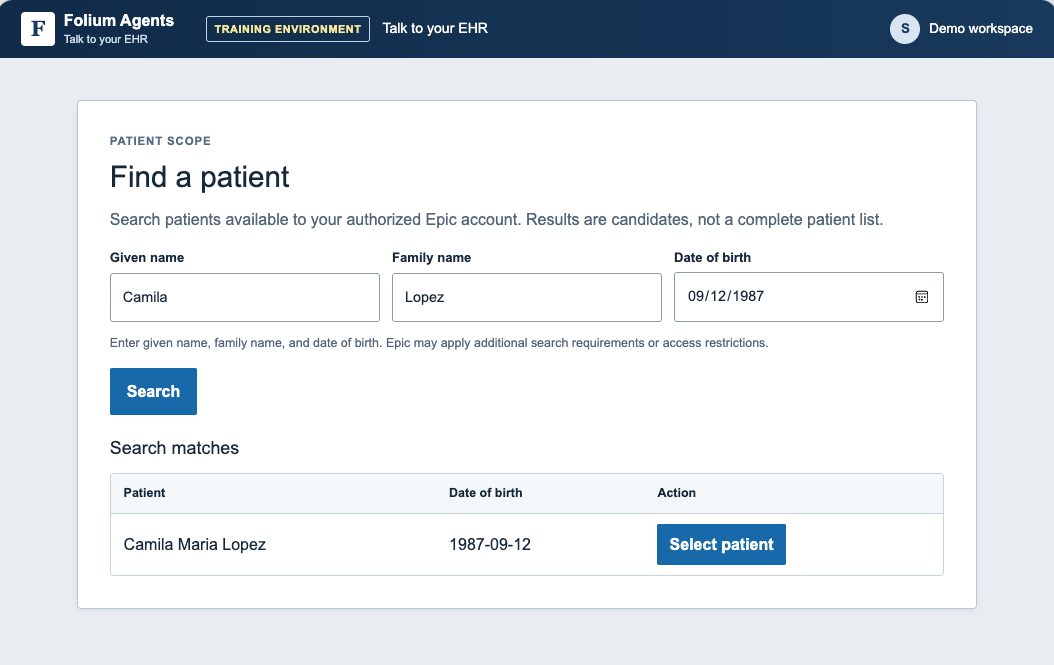 F
Folium Agents
Talk to your EHR
TRAINING ENVIRONMENT
Talk to your EHR
S
Demo workspace
PATIENT SCOPE
Find a patient
Search patients available to your authorized Epic account. Results are candidates, not a complete patient list.
Given name
Family name
Date of birth
Camila
Lopez
09/12/1987
Enter given name, family name, and date of birth. Epic may apply additional search requirements or access restrictions.
Search
Search matches
Patient
Date of birth
Action
Camila Maria Lopez
1987-09-12
Select patient